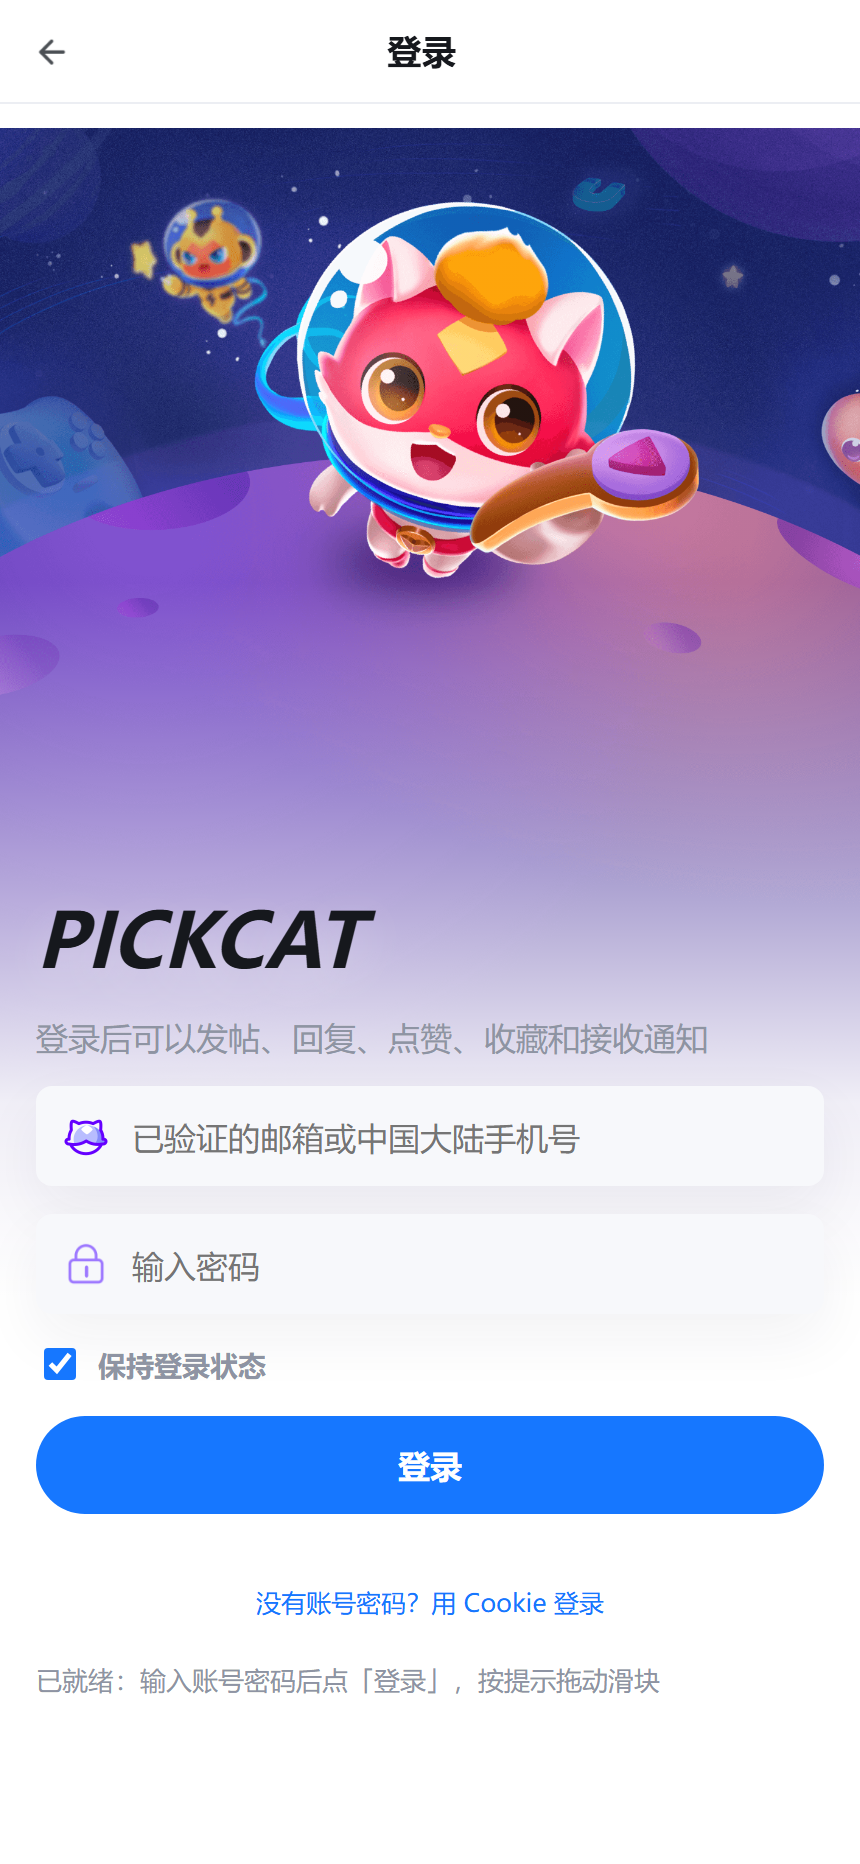 登录
PICKCAT
登录后可以发帖、回复、点赞、收藏和接收通知
已验证的邮箱或中国大陆手机号
输入密码
保持登录状态
登录
没有账号密码？用 Cookie 登录
已就绪：输入账号密码后点「登录」，按提示拖动滑块